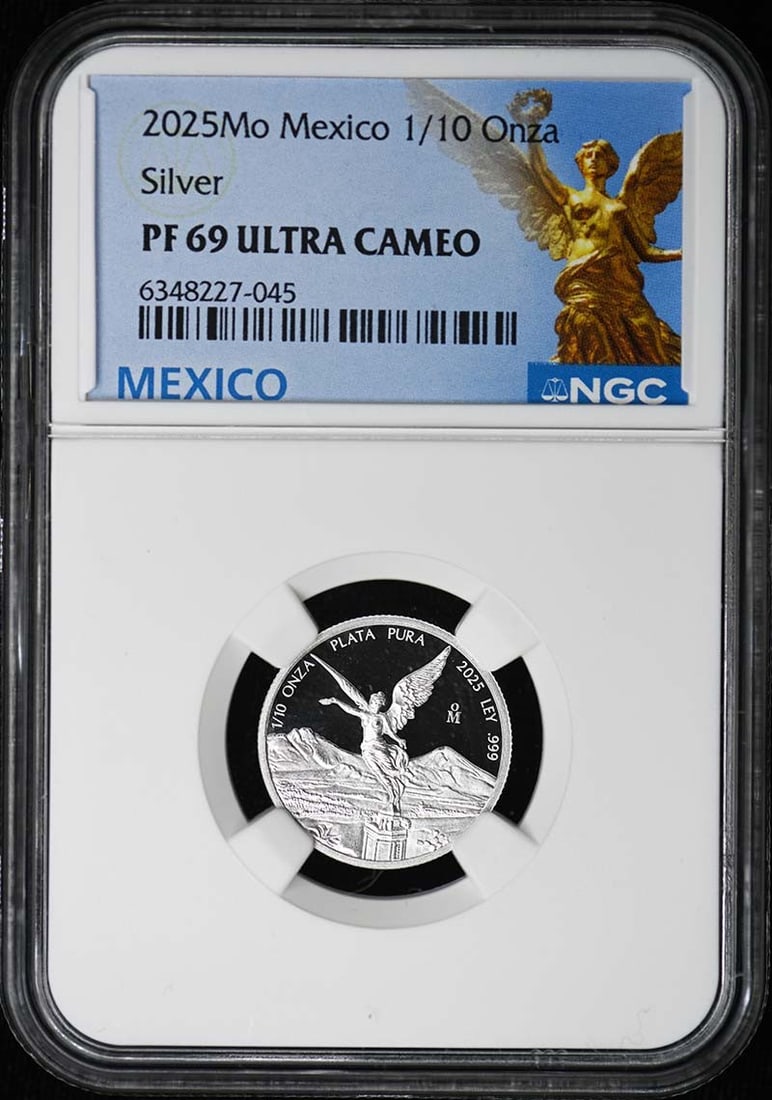 2025Mo Mexico 1/10 Onza
Silver
PF 69 ULTRA CAMEO
6348227-045
MEXICO
NGC
1/10 ONZA PLATA PURA 2025 LEY .999
o
M